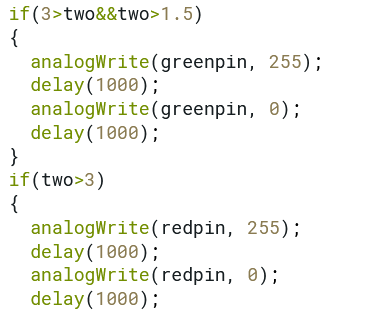 if(3>two&&two>1.5)
{
  analogWrite(greenpin, 255);
  delay(1000);
  analogWrite(greenpin, 0);
  delay(1000);
}
if(two>3)
{
  analogWrite(redpin, 255);
  delay(1000);
  analogWrite(redpin, 0);
  delay(1000);